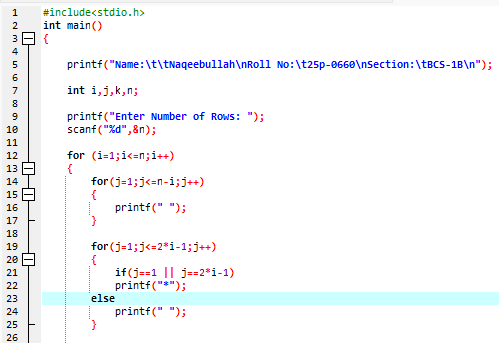 1 #include<stdio.h>
2 int main()
3 {
4
5 printf("Name:\t\tNaqeebullah\nRoll No:\t25p-0660\nSection:\tBCS-1B\n");
6
7 int i,j,k,n;
8
9 printf("Enter Number of Rows: ");
10 scanf("%d",&n);
11
12 for (i=1;i<=n;i++)
13 {
14 for(j=1;j<=n-i;j++)
15 {
16 printf(" ");
17 }
18
19 for(j=1;j<=2*i-1;j++)
20 {
21 if(j==1 || j==2*i-1)
22 printf("*");
23 else
24 printf(" ");
25 }
26